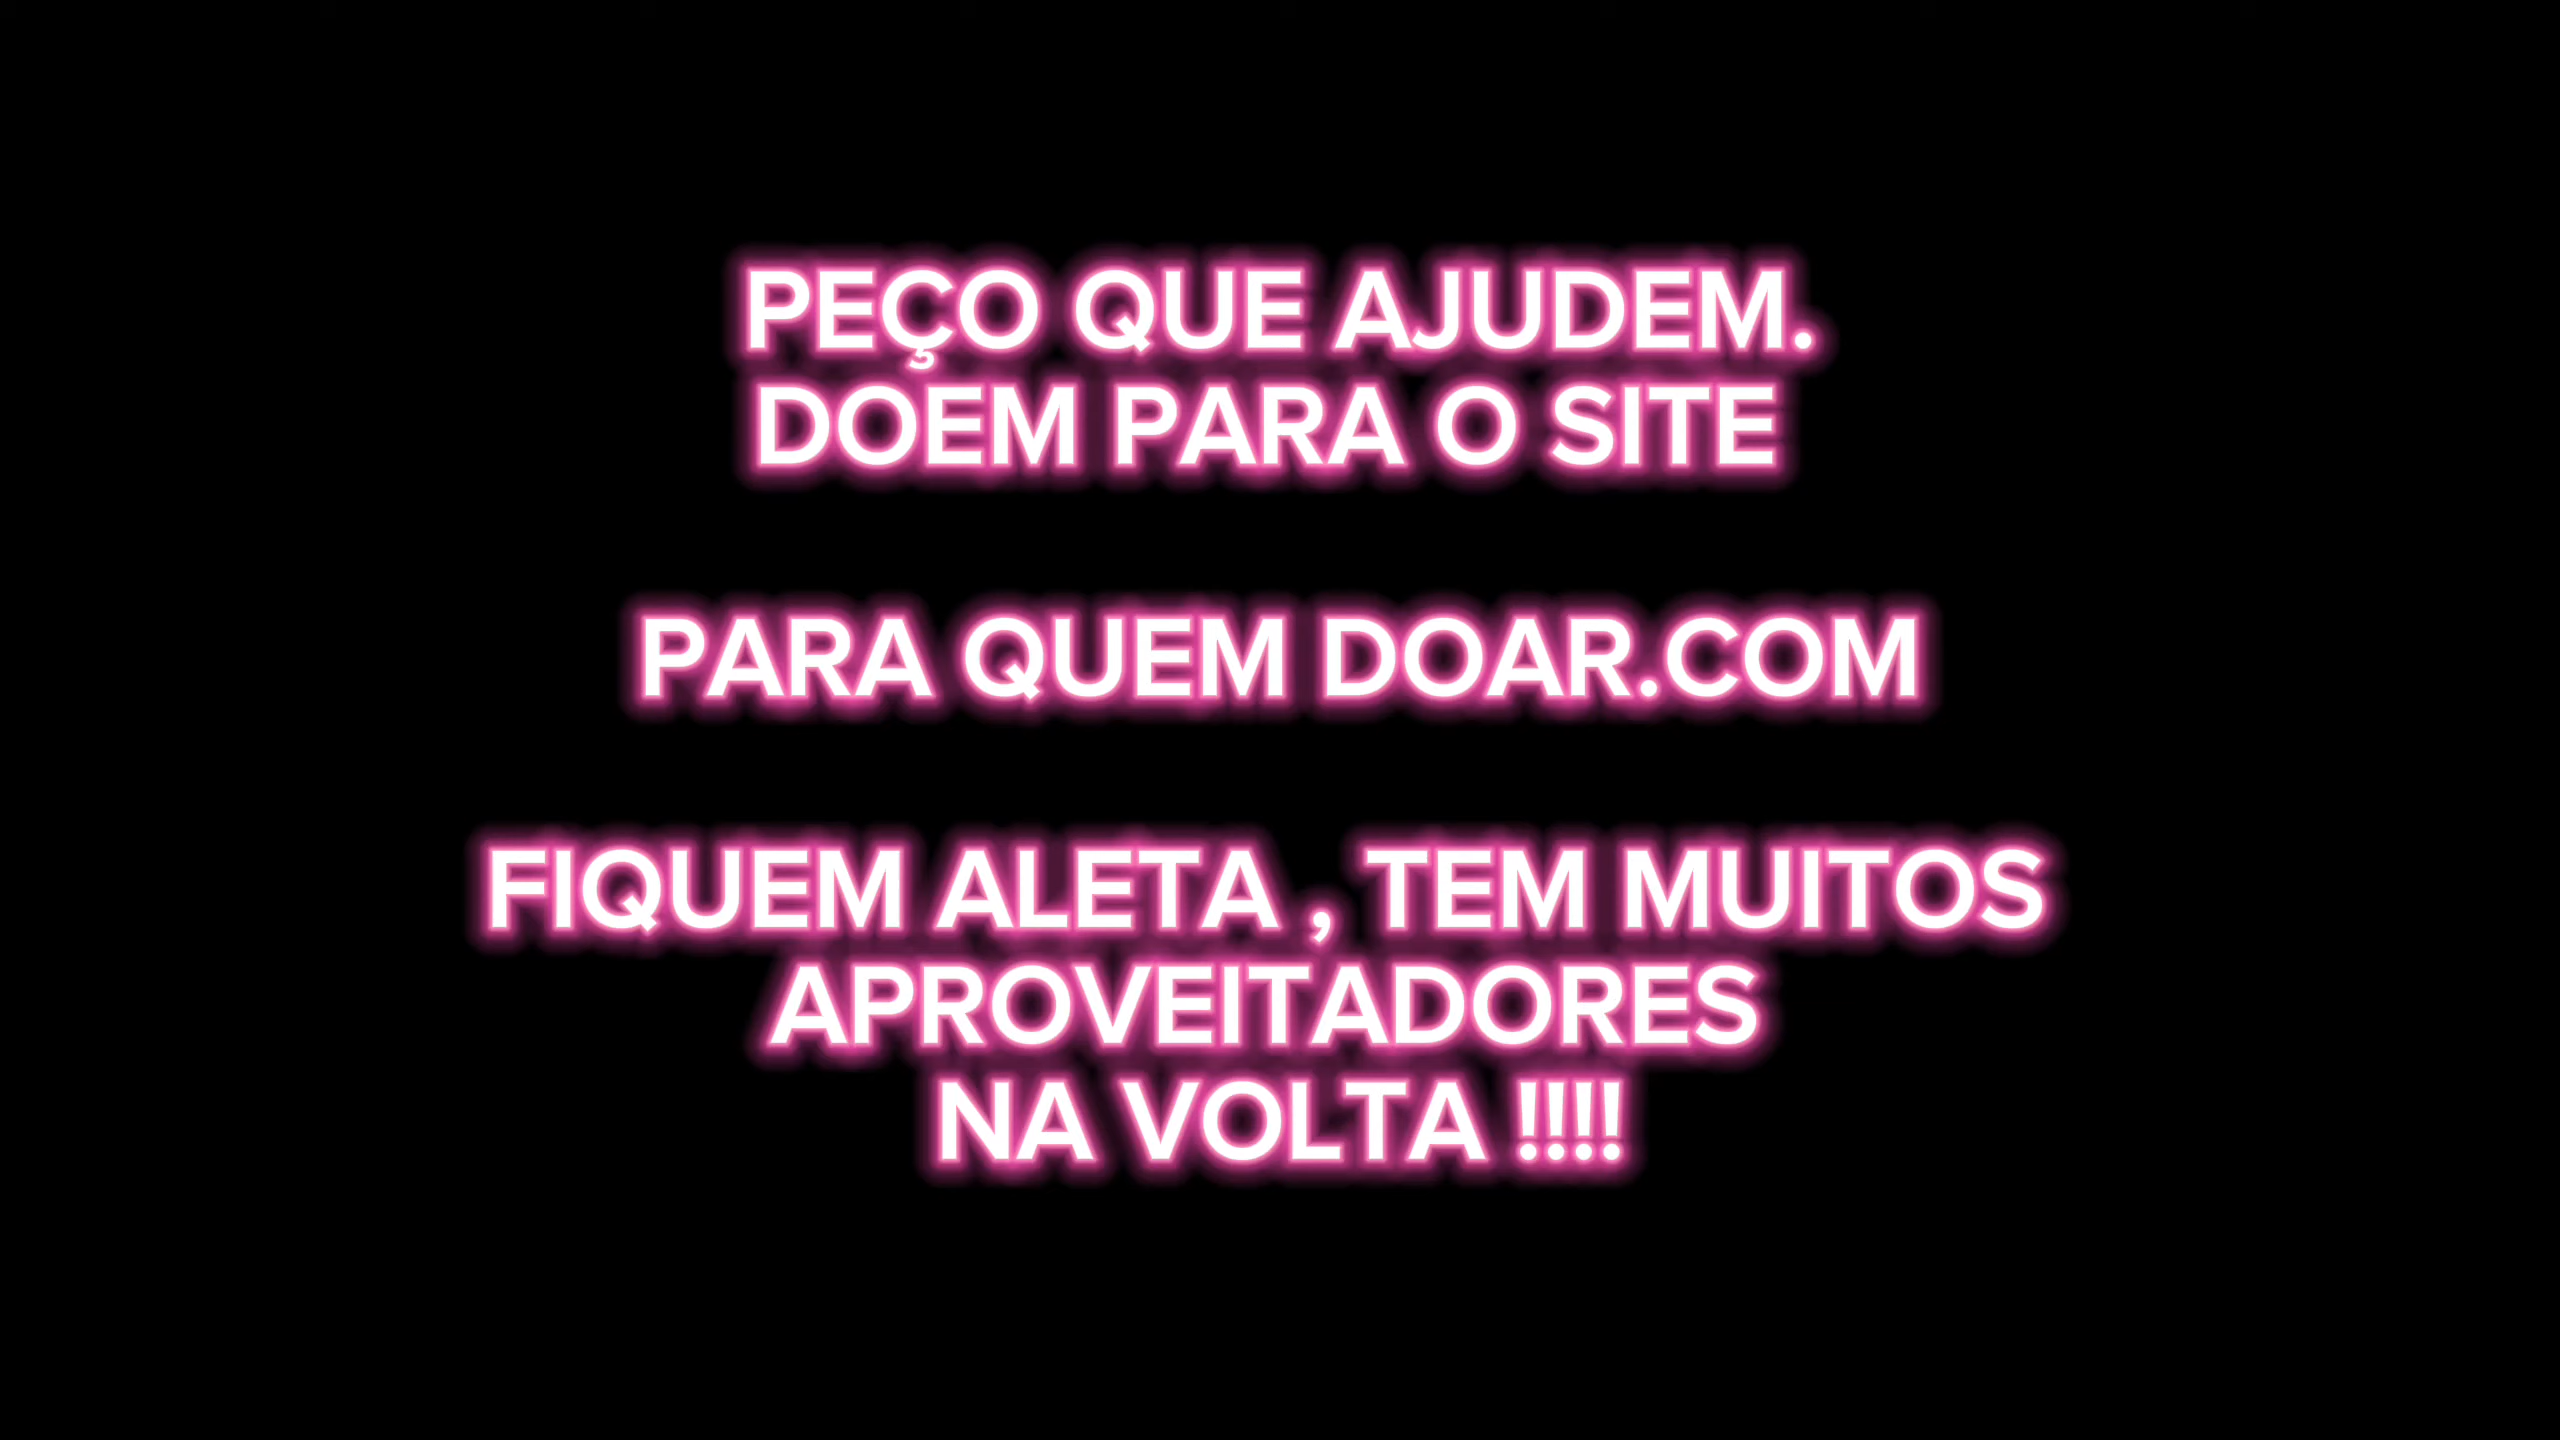 PEÇO QUE AJUDEM.
DOEM PARA O SITE
PARA QUEM DOAR.COM
FIQUEM ALETA , TEM MUITOS
APROVEITADORES
NA VOLTA !!!!